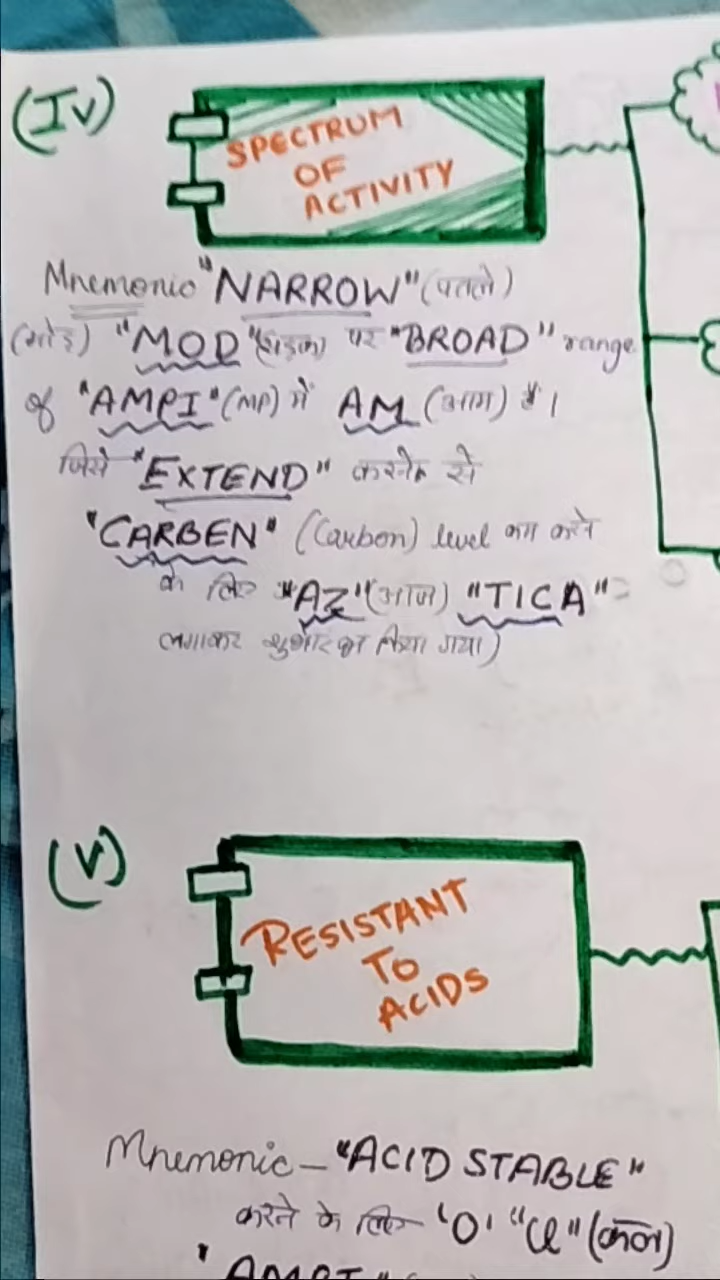 (IV)
SPECTRUM
OF
ACTIVITY
Mnemonic "NARROW" (पतले)
(मोड़) "MOD" (सड़क) पर "BROAD" range
of "AMPI" (MP) में AM (आम) है।
जिसे "EXTEND" करने से
"CARBEN" (Carbon) level कम करने
के लिए "AZ" (आज) "TICA"
लगाकर किया गया)
(V)
RESISTANT
TO
ACIDS
Mnemonic - "ACID STABLE"
करने के लिए 'O' "Cl" (कल)
"AMPI"